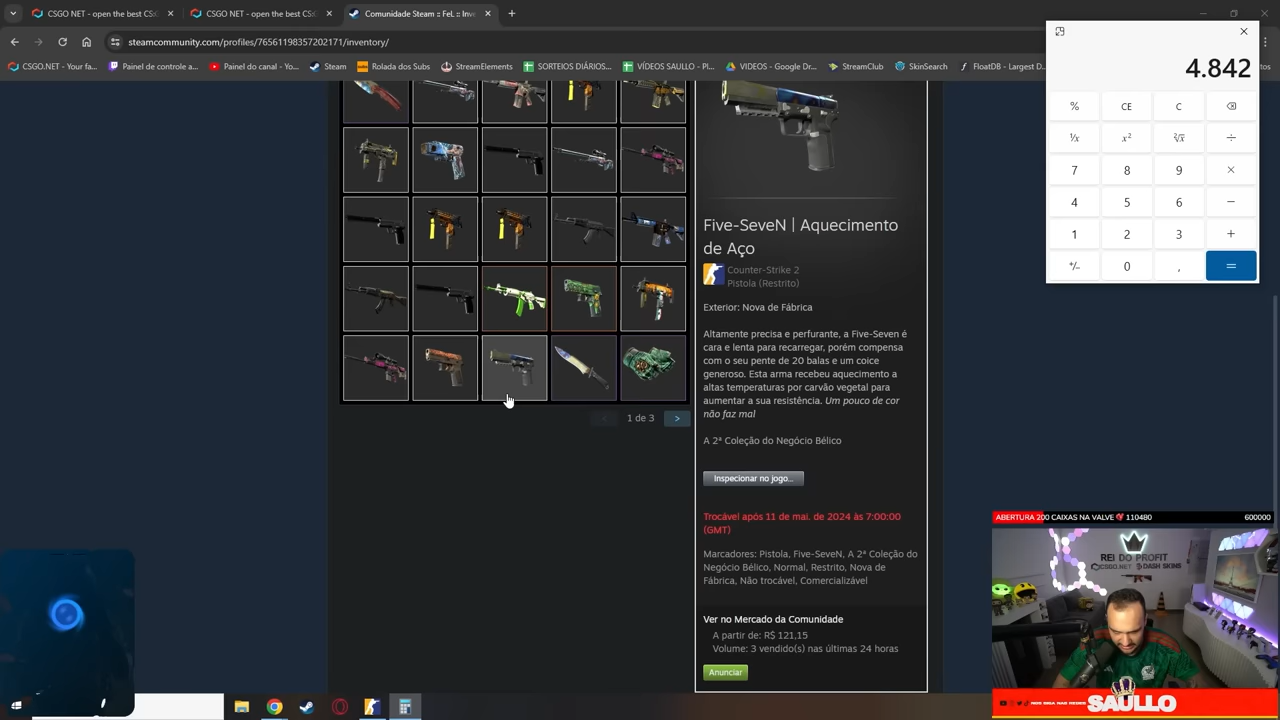 CSGO NET - open the best CS:
CSGO NET - open the best CS:
Comunidade Steam :: FeL :: Inve
steamcommunity.com/profiles/76561198357202171/inventory/
CSGO.NET - Your fa...
Painel de controle a...
Painel do canal - Yo...
Steam
Rolada dos Subs
StreamElements
SORTEIOS DIÁRIOS...
VÍDEOS SAULLO - Pl...
VIDEOS - Google Dr...
StreamClub
SkinSearch
FloatDB - Largest D...
4.842
%
CE
C
7
8
9
4
5
6
1
2
3
0
,
Five-SeveN | Aquecimento
de Aço
Counter-Strike 2
Pistola (Restrito)
Exterior: Nova de Fábrica
Altamente precisa e perfurante, a Five-Seven é
cara e lenta para recarregar, porém compensa
com o seu pente de 20 balas e um coice
generoso. Esta arma recebeu aquecimento a
altas temperaturas por carvão vegetal para
aumentar a sua resistência. Um pouco de cor
não faz mal
A 2ª Coleção do Negócio Bélico
1 de 3
Inspecionar no jogo...
Trocável após 11 de mai. de 2024 às 7:00:00
(GMT)
Marcadores: Pistola, Five-SeveN, A 2ª Coleção do
Negócio Bélico, Normal, Restrito, Nova de
Fábrica, Não trocável, Comercializável
Ver no Mercado da Comunidade
A partir de: R$ 121,15
Volume: 3 vendido(s) nas últimas 24 horas
Anunciar
ABERTURA 200 CAIXAS NA VALVE 110480
600000
REI DO PROFIT
CSGO.NET
DASH SKINS
SAULLO